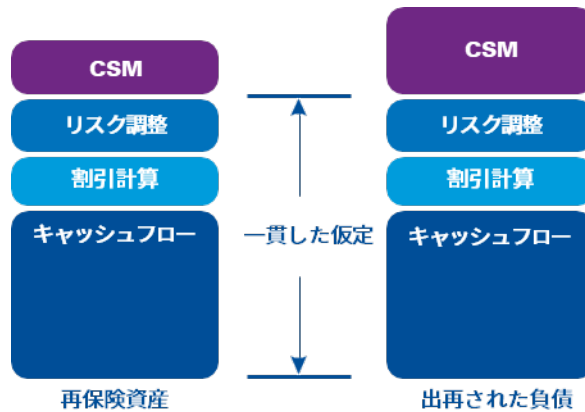 CSM
リスク調整
割引計算
キャッシュフロー
再保険資産
一貫した仮定
CSM
リスク調整
割引計算
キャッシュフロー
出再された負債